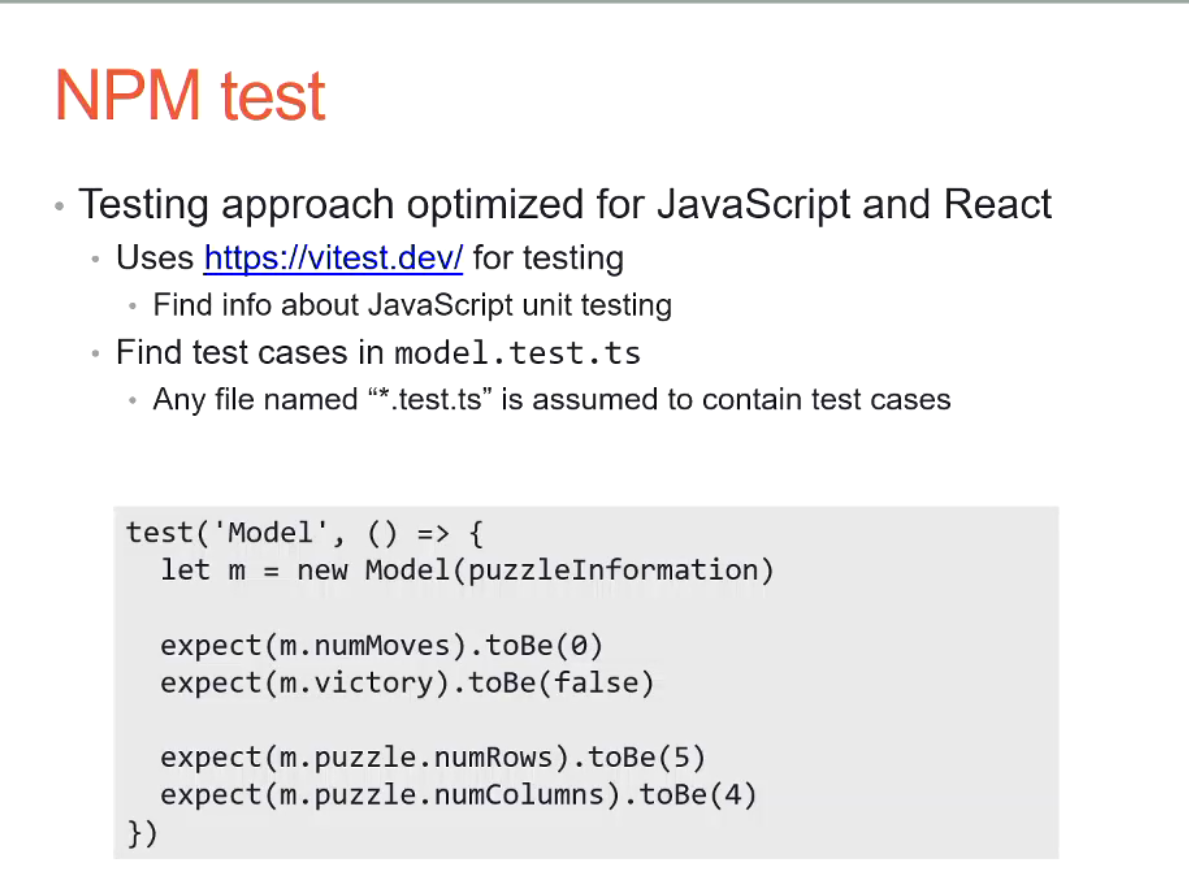 NPM test
• Testing approach optimized for JavaScript and React
• Uses https://vitest.dev/ for testing
• Find info about JavaScript unit testing
• Find test cases in model.test.ts
• Any file named “*.test.ts” is assumed to contain test cases
test('Model', () => {
  let m = new Model(puzzleInformation)

  expect(m.numMoves).toBe(0)
  expect(m.victory).toBe(false)

  expect(m.puzzle.numRows).toBe(5)
  expect(m.puzzle.numColumns).toBe(4)
})